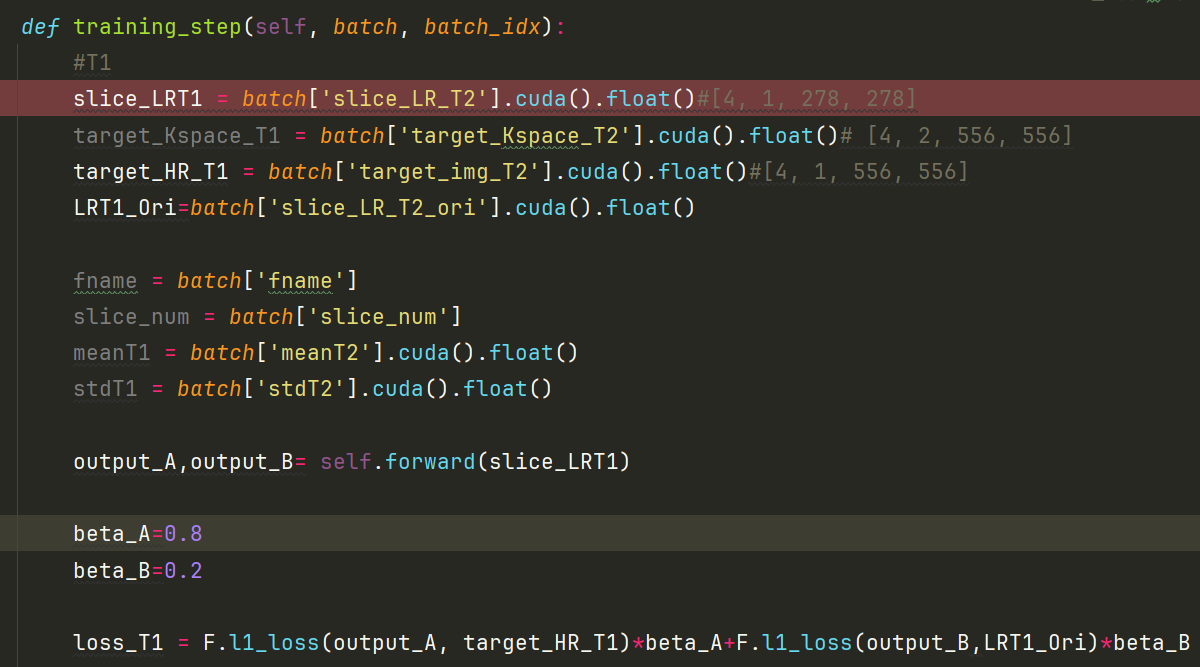 def training_step(self, batch, batch_idx):
    #T1
    slice_LRT1 = batch['slice_LR_T2'].cuda().float()#[4, 1, 278, 278]
    target_Kspace_T1 = batch['target_Kspace_T2'].cuda().float()# [4, 2, 556, 556]
    target_HR_T1 = batch['target_img_T2'].cuda().float()#[4, 1, 556, 556]
    LRT1_Ori=batch['slice_LR_T2_ori'].cuda().float()
    fname = batch['fname']
    slice_num = batch['slice_num']
    meanT1 = batch['meanT2'].cuda().float()
    stdT1 = batch['stdT2'].cuda().float()
    output_A,output_B= self.forward(slice_LRT1)
    beta_A=0.8
    beta_B=0.2
    loss_T1 = F.l1_loss(output_A, target_HR_T1)*beta_A+F.l1_loss(output_B,LRT1_Ori)*beta_B